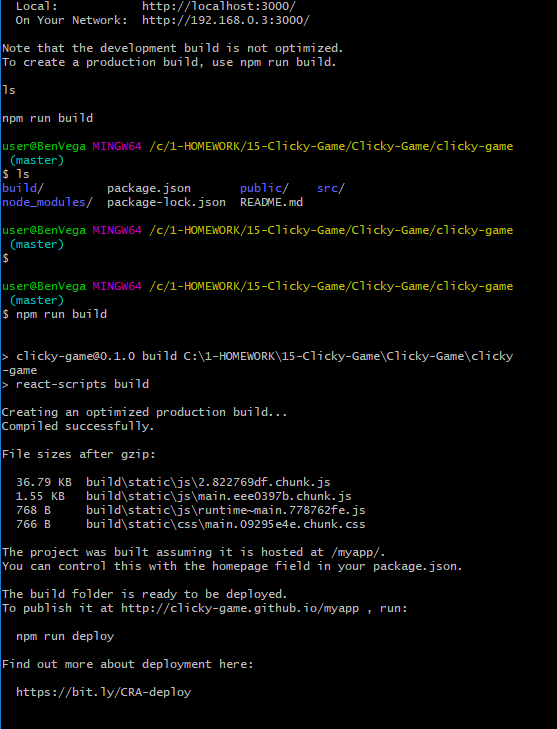 Local:            http://localhost:3000/
On Your Network:  http://192.168.0.3:3000/
Note that the development build is not optimized.
To create a production build, use npm run build.
ls
npm run build
user@BenVega MINGW64 /c/1-HOMEWORK/15-Clicky-Game/Clicky-Game/clicky-game
(master)
$ ls
build/         package.json       public/    src/
node_modules/  package-lock.json  README.md
user@BenVega MINGW64 /c/1-HOMEWORK/15-Clicky-Game/Clicky-Game/clicky-game
(master)
$
user@BenVega MINGW64 /c/1-HOMEWORK/15-Clicky-Game/Clicky-Game/clicky-game
(master)
$ npm run build
> clicky-game@0.1.0 build C:\1-HOMEWORK\15-Clicky-Game\Clicky-Game\clicky
-game
> react-scripts build
Creating an optimized production build...
Compiled successfully.
File sizes after gzip:
36.79 KB  build\static\js\2.822769df.chunk.js
1.55 KB   build\static\js\main.eee0397b.chunk.js
768 B     build\static\js\runtime~main.778762fe.js
766 B     build\static\css\main.09295e4e.chunk.css
The project was built assuming it is hosted at /myapp/.
You can control this with the homepage field in your package.json.
The build folder is ready to be deployed.
To publish it at http://clicky-game.github.io/myapp , run:
npm run deploy
Find out more about deployment here:
https://bit.ly/CRA-deploy